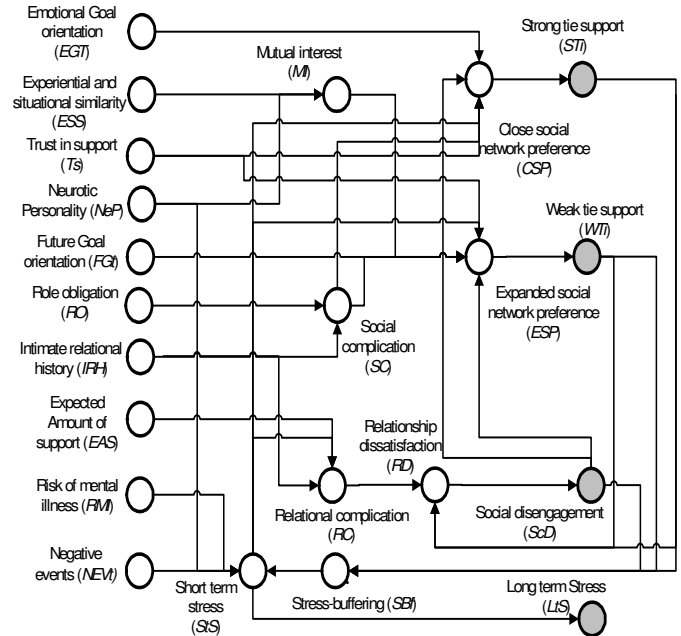 Emotional Goal
orientation
(EGT)
Experiential and
situational similarity
(ESS)
Trust in support
(Ts)
Neurotic
Personality (NeP)
Future Goal
orientation (FGt)
Role obligation
(RO)
Intimate relational
history (IRH)
Expected
Amount of
support (EAS)
Risk of mental
illness (RMI)
Negative
events (NEVt)
Mutual interest
(MI)
Social
complication
(SC)
Relationship
dissatisfaction
(RD)
Relational complication
(RC)
Short term
stress
(StS)
Stress-buffering (SBf)
Strong tie support
(STi)
Close social
network preference
(CSP)
Weak tie support
(WTi)
Expanded social
network preference
(ESP)
Social disengagement
(ScD)
Long term Stress
(LtS)